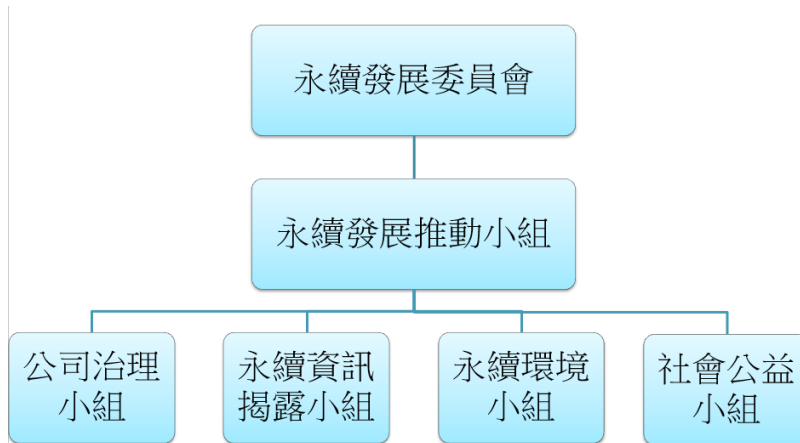 永續發展委員會
永續發展推動小組
公司治理
小組
永續資訊
揭露小組
永續環境
小組
社會公益
小組